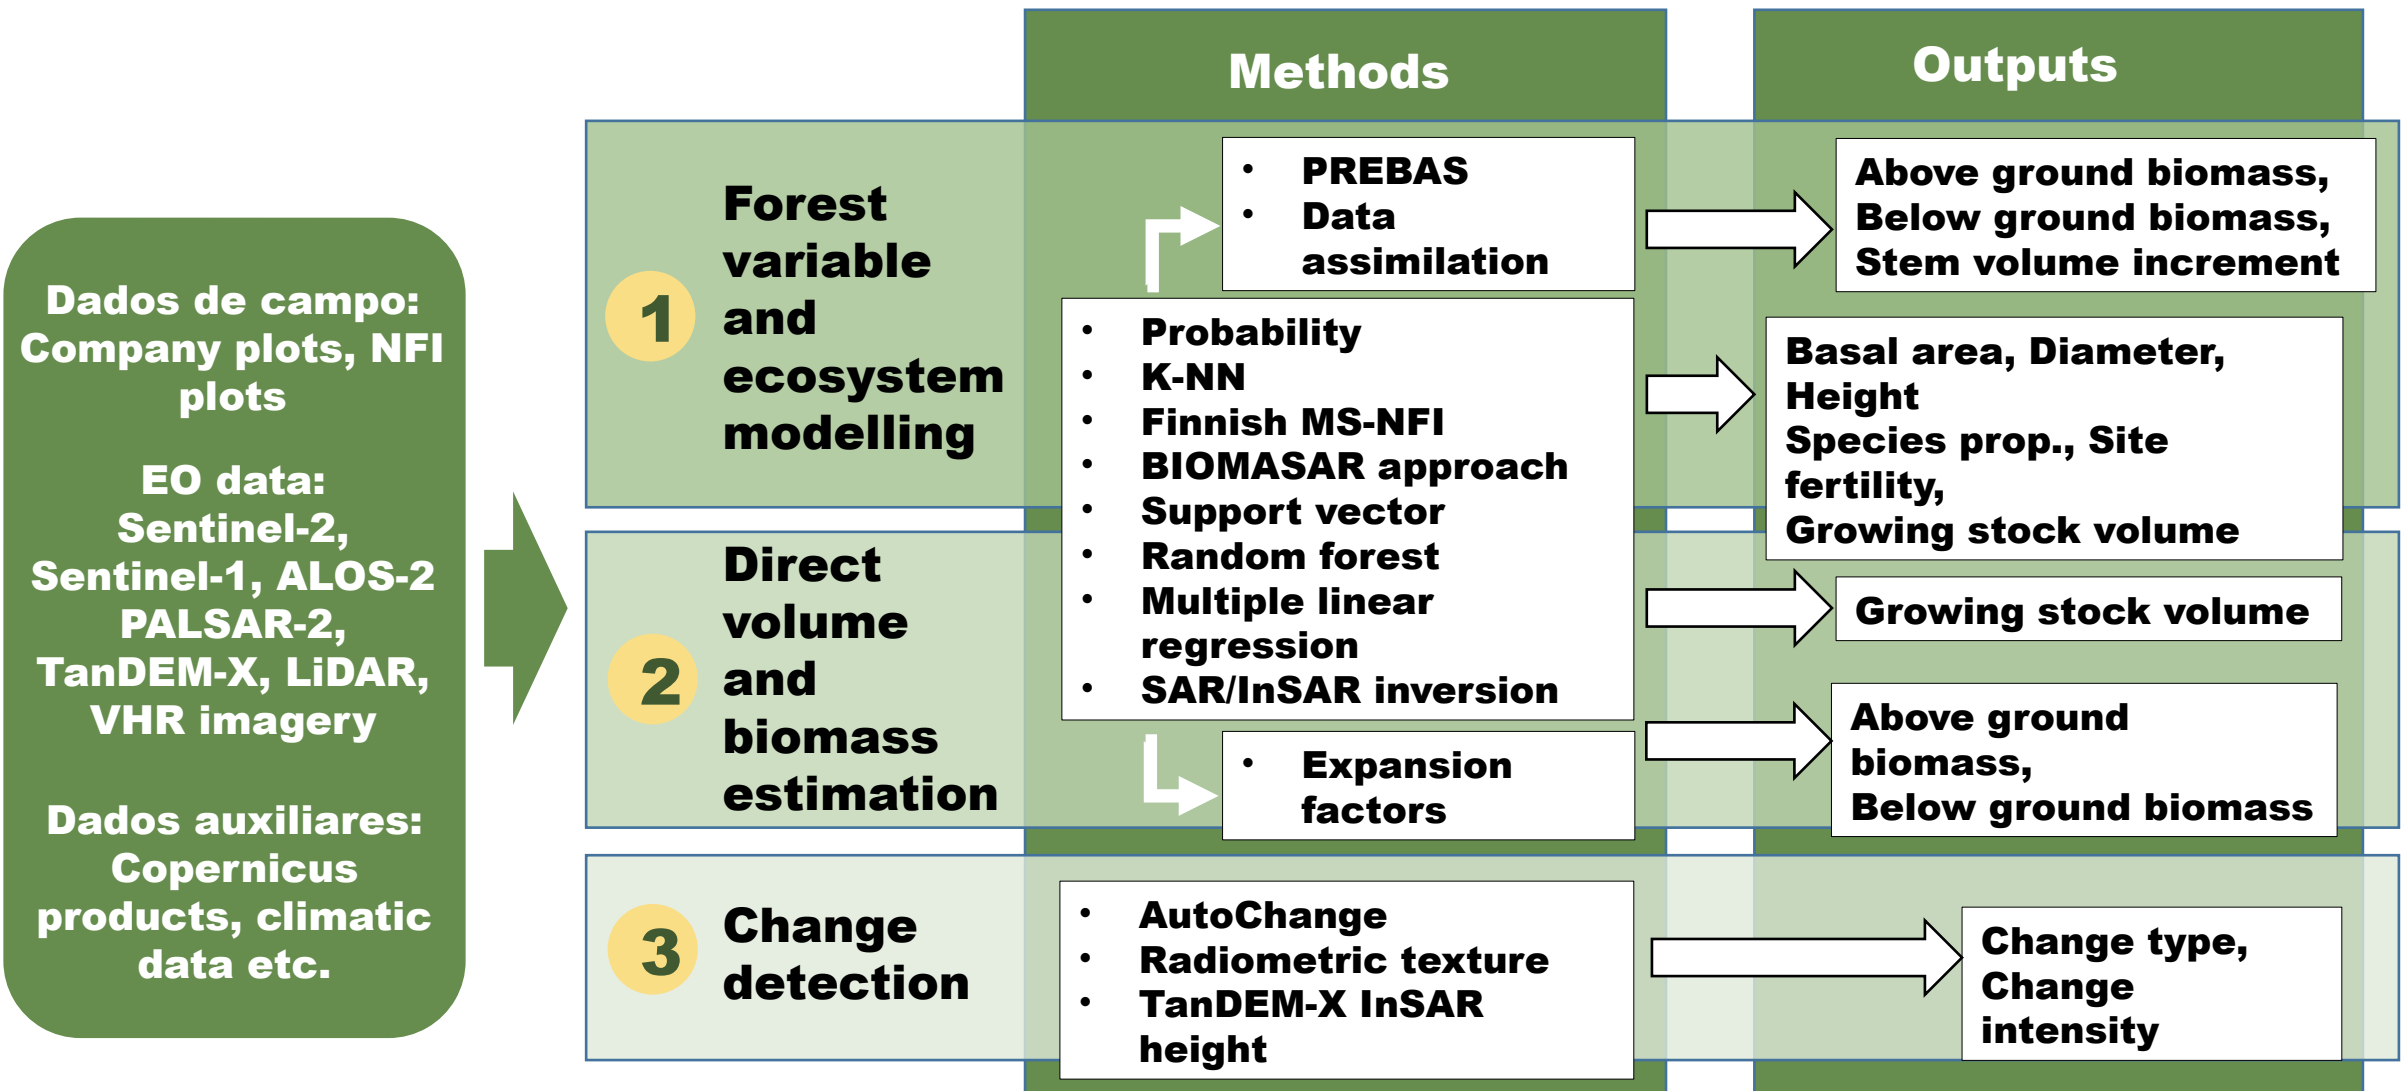 Methods
Outputs
Dados de campo:
Company plots, NFI
plots
EO data:
Sentinel-2,
Sentinel-1, ALOS-2
PALSAR-2,
TanDEM-X, LiDAR,
VHR imagery
Dados auxiliares:
Copernicus
products, climatic
data etc.
1
Forest
variable
and
ecosystem
modelling
• PREBAS
• Data
assimilation
• Probability
• K-NN
• Finnish MS-NFI
• BIOMASAR approach
• Support vector
• Random forest
• Multiple linear
regression
• SAR/InSAR inversion
Above ground biomass,
Below ground biomass,
Stem volume increment
Basal area, Diameter,
Height
Species prop., Site
fertility,
Growing stock volume
2
Direct
volume
and
biomass
estimation
• Expansion
factors
Growing stock volume
Above ground
biomass,
Below ground biomass
3
Change
detection
• AutoChange
• Radiometric texture
• TanDEM-X InSAR
height
Change type,
Change
intensity